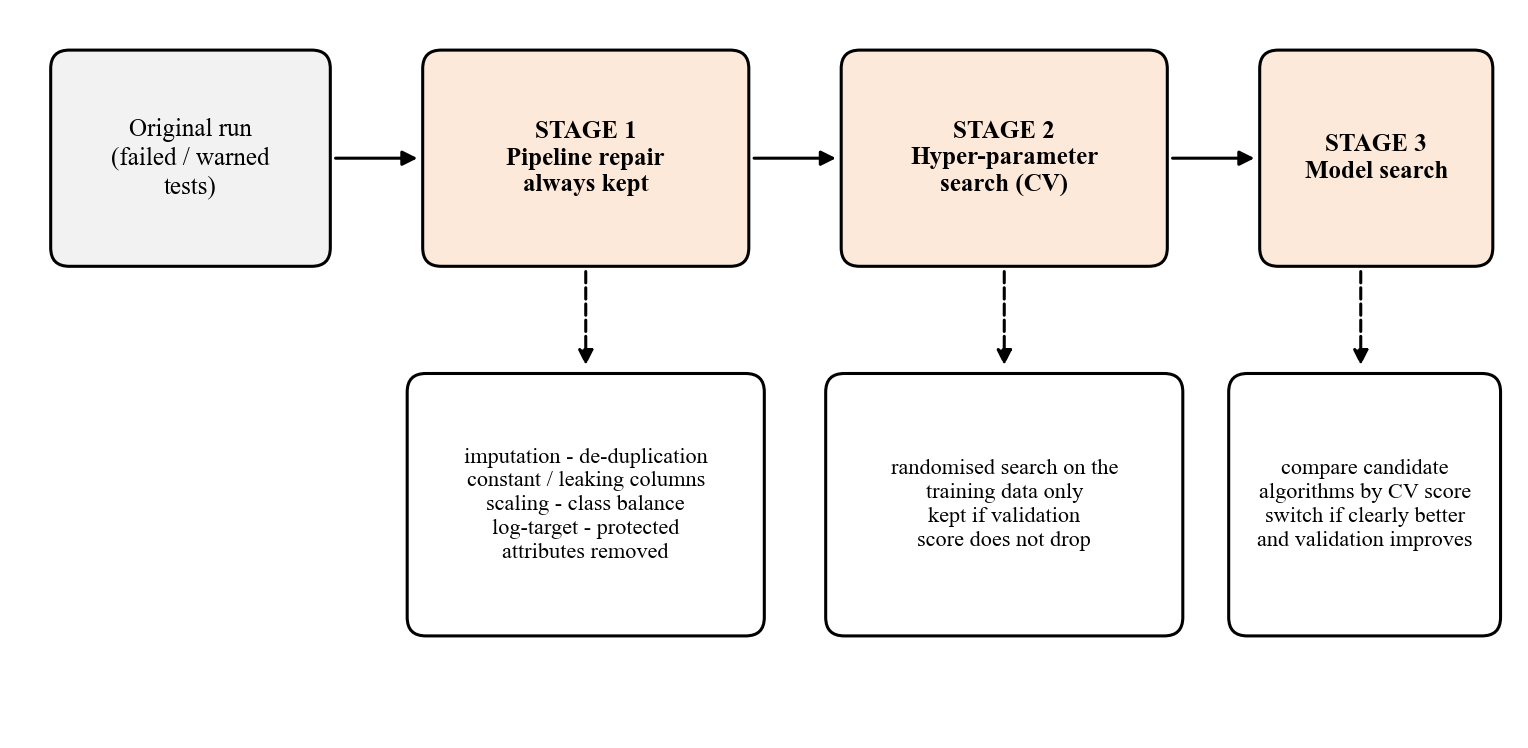 Original run
(failed / warned
tests)
STAGE 1
Pipeline repair
always kept
STAGE 2
Hyper-parameter
search (CV)
STAGE 3
Model search
imputation - de-duplication
constant / leaking columns
scaling - class balance
log-target - protected
attributes removed
randomised search on the
training data only
kept if validation
score does not drop
compare candidate
algorithms by CV score
switch if clearly better
and validation improves